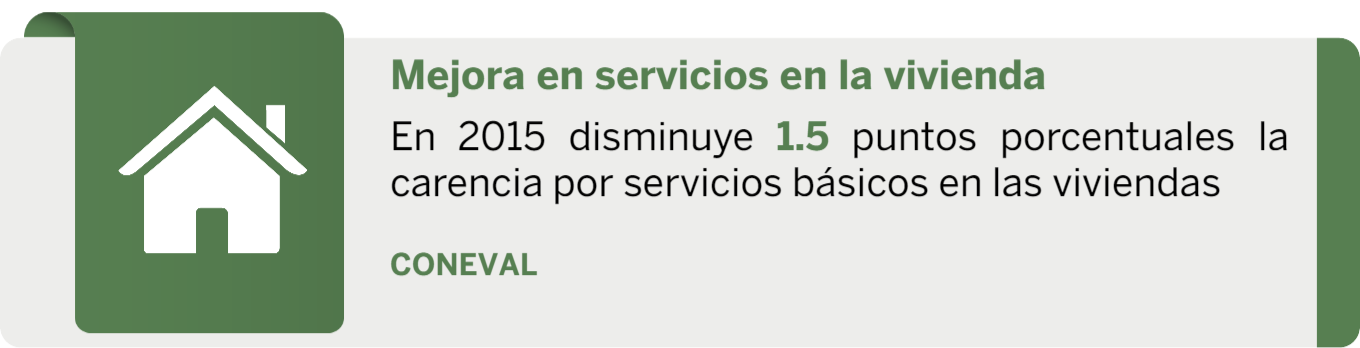 Mejora en servicios en la vivienda
En 2015 disminuye 1.5 puntos porcentuales la
carencia por servicios básicos en las viviendas
CONEVAL